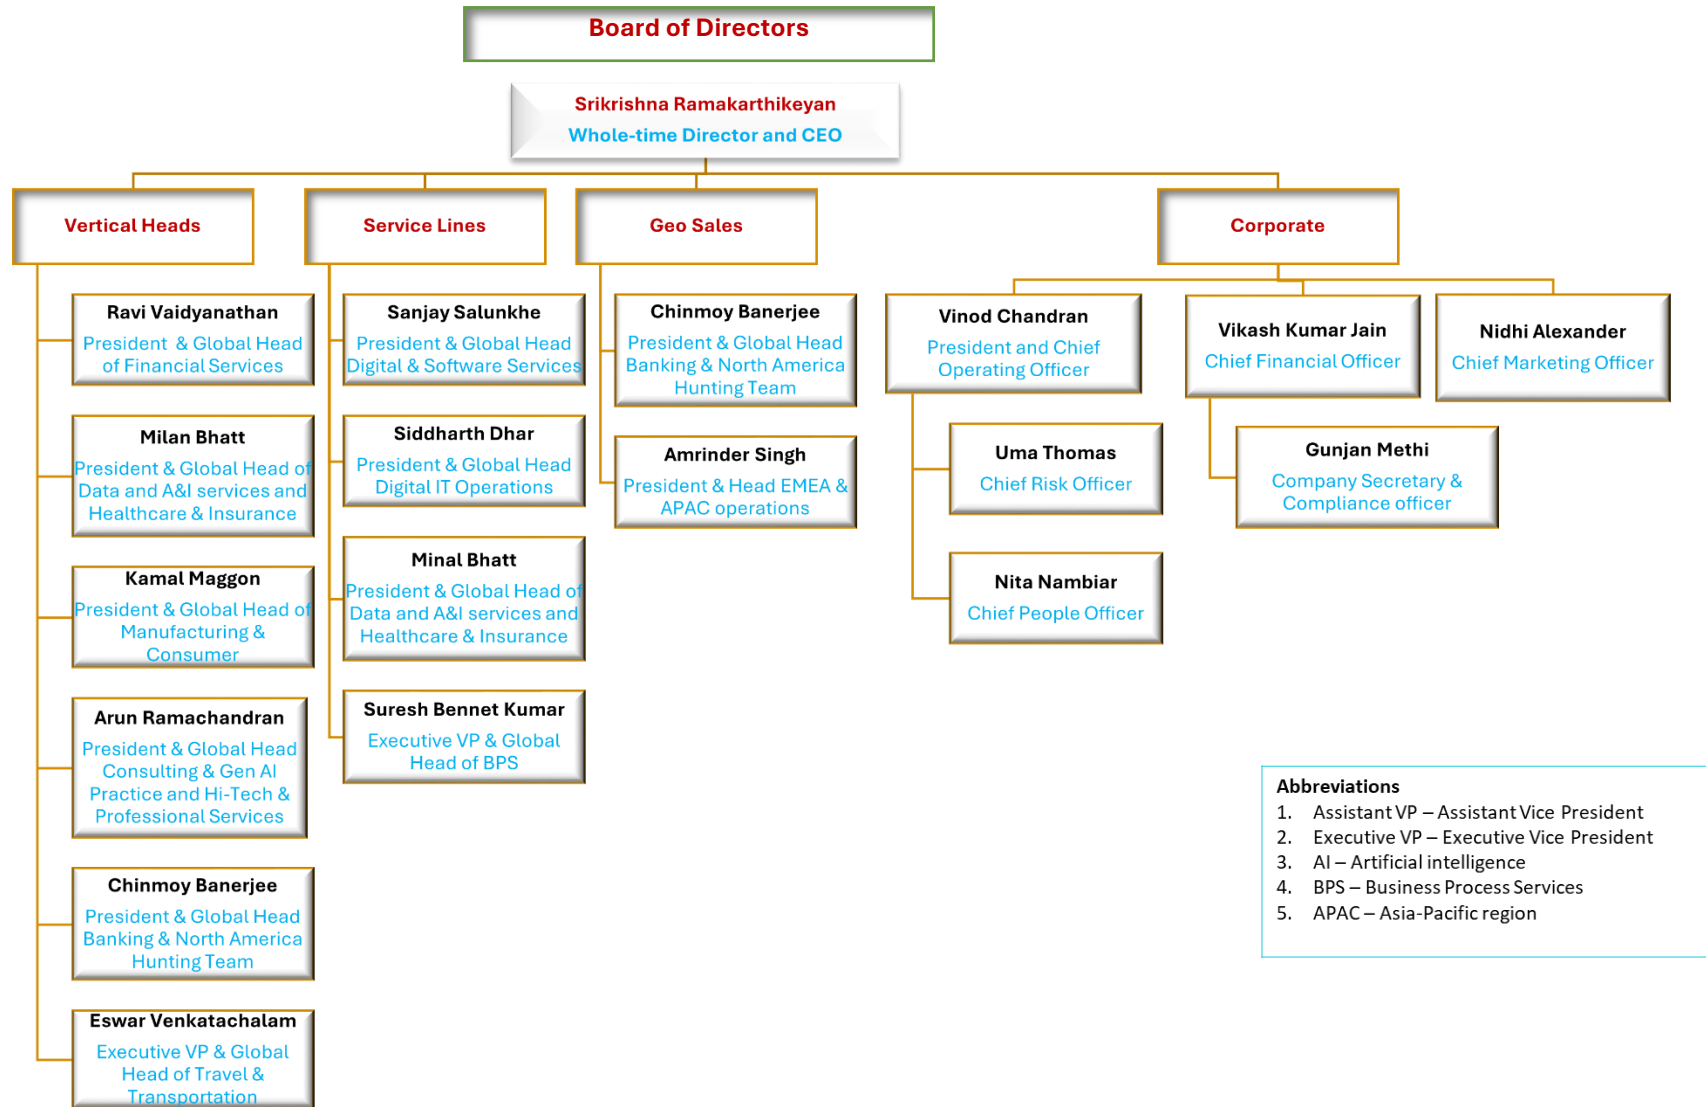 Board of Directors
Srikrishna Ramakarthikeyan
Whole-time Director and CEO
Vertical Heads
Service Lines
Geo Sales
Corporate
Ravi Vaidyanathan
President & Global Head
of Financial Services
Milan Bhatt
President & Global Head of
Data and A&I services and
Healthcare & Insurance
Kamal Maggon
President & Global Head of
Manufacturing &
Consumer
Arun Ramachandran
President & Global Head
Consulting & Gen AI
Practice and Hi-Tech &
Professional Services
Chinmoy Banerjee
President & Global Head
Banking & North America
Hunting Team
Eswar Venkatachalam
Executive VP & Global
Head of Travel &
Transportation
Sanjay Salunkhe
President & Global Head
Digital & Software Services
Siddharth Dhar
President & Global Head
Digital IT Operations
Minal Bhatt
President & Global Head of
Data and A&I services and
Healthcare & Insurance
Suresh Bennet Kumar
Executive VP & Global
Head of BPS
Chinmoy Banerjee
President & Global Head
Banking & North America
Hunting Team
Amrinder Singh
President & Head EMEA &
APAC operations
Vinod Chandran
President and Chief
Operating Officer
Uma Thomas
Chief Risk Officer
Nita Nambiar
Chief People Officer
Vikash Kumar Jain
Chief Financial Officer
Gunjan Methi
Company Secretary &
Compliance officer
Nidhi Alexander
Chief Marketing Officer
Abbreviations
1. Assistant VP – Assistant Vice President
2. Executive VP – Executive Vice President
3. AI – Artificial intelligence
4. BPS – Business Process Services
5. APAC – Asia-Pacific region